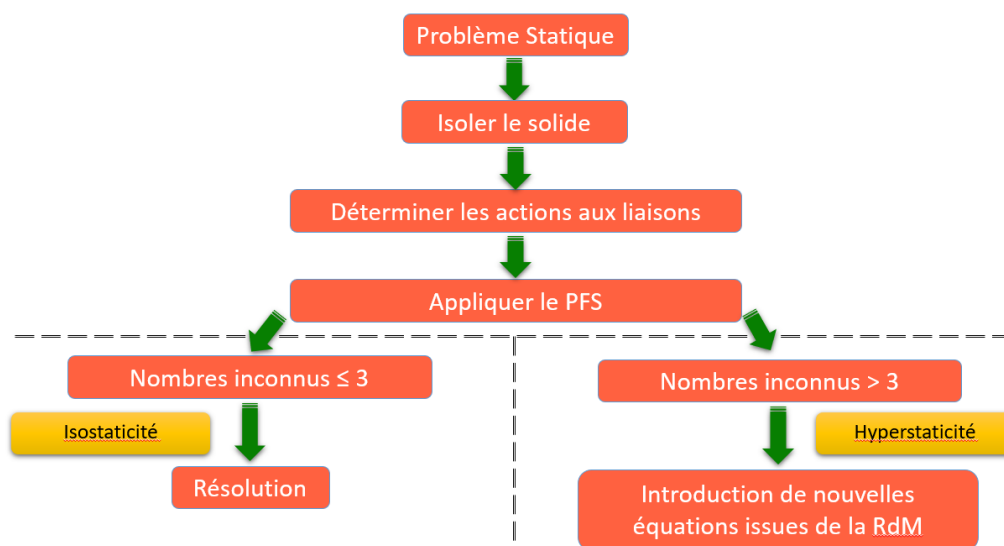 Problème Statique
Isoler le solide
Déterminer les actions aux liaisons
Appliquer le PFS
Nombres inconnus ≤ 3
Isostaticité
Résolution
Nombres inconnus > 3
Hyperstaticité
Introduction de nouvelles
équations issues de la RdM